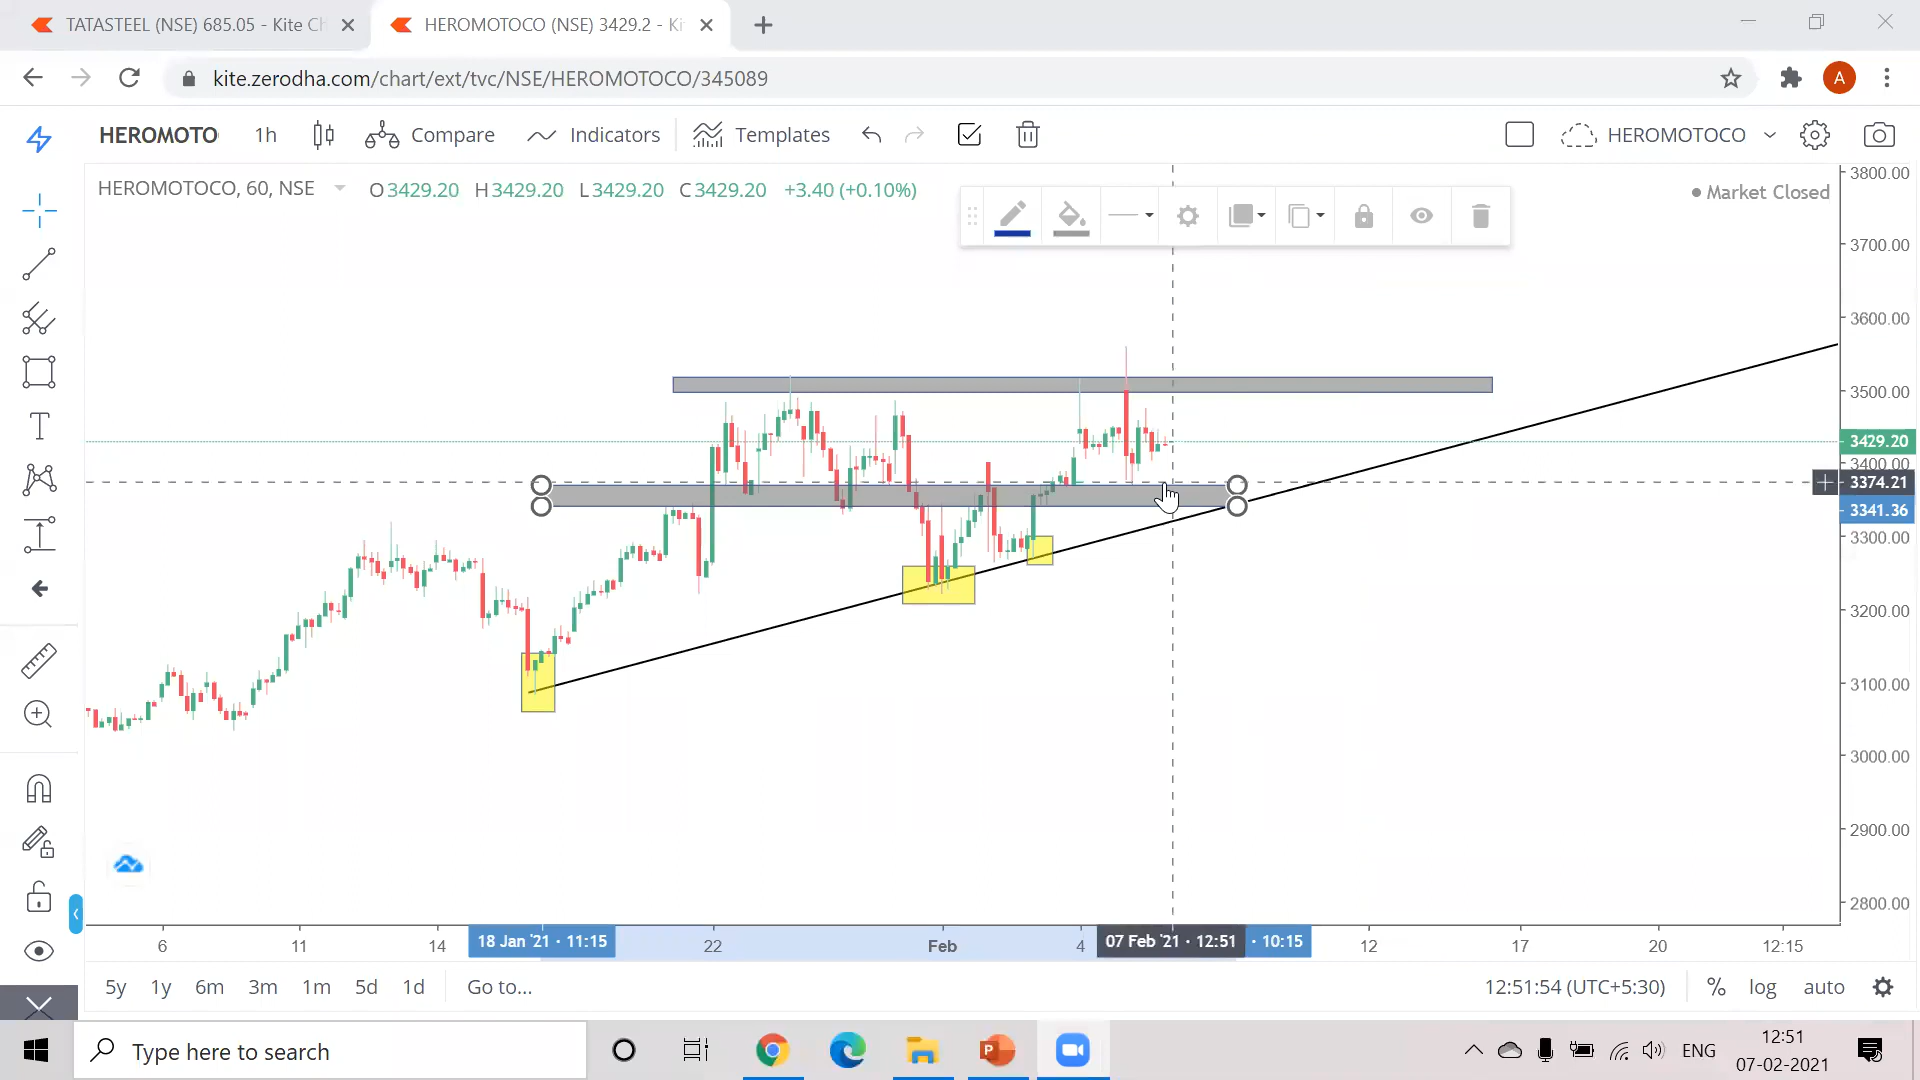 TATASTEEL (NSE) 685.05 - Kite Ch
HEROMOTOCO (NSE) 3429.2 - Ki
kite.zerodha.com/chart/ext/tvc/NSE/HEROMOTOCO/345089
A
HEROMOTO
1h
Compare
Indicators
Templates
HEROMOTOCO
HEROMOTOCO, 60, NSE
O3429.20 H3429.20 L3429.20 C3429.20 +3.40 (+0.10%)
Market Closed
T
3800.00
3700.00
3600.00
3500.00
3429.20
3400.00
3374.21
3341.36
3300.00
3200.00
3100.00
3000.00
2900.00
2800.00
6
11
14
18 Jan '21 · 11:15
22
Feb
4
07 Feb '21 · 12:51
· 10:15
12
17
20
12:15
5y 1y 6m 3m 1m 5d 1d
Go to...
12:51:54 (UTC+5:30)
% log auto
Type here to search
P
ENG
12:51
07-02-2021